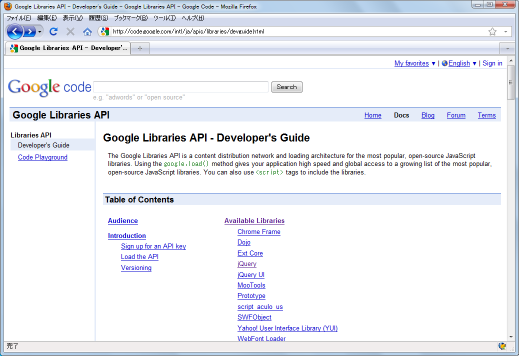 Google Libraries API - Developer's Guide - Google Libraries API - Google Code - Mozilla Firefox
ファイル(F) 編集(E) 表示(V) 履歴(S) ブックマーク(B) ツール(T) ヘルプ(H)
http://code.google.com/intl/ja/apis/libraries/devguide.html
Google Libraries API - Developer'...
My favorites ▼ | English ▼ | Sign in
Google code
Search
e.g. "adwords" or "open source"
Google Libraries API
Home Docs Blog Forum Terms
Libraries API
Developer's Guide
Code Playground
Google Libraries API - Developer's Guide
The Google Libraries API is a content distribution network and loading architecture for the most popular, open-source JavaScript
libraries. Using the google.load() method gives your application high speed and global access to a growing list of the most popular,
open-source JavaScript libraries. You can also use <script> tags to include the libraries.
Table of Contents
Audience
Introduction
Sign up for an API key
Load the API
Versioning
Available Libraries
Chrome Frame
Dojo
Ext Core
jQuery
jQuery UI
MooTools
Prototype
script_aculo_us
SWFObject
Yahoo! User Interface Library (YUI)
WebFont Loader
完了